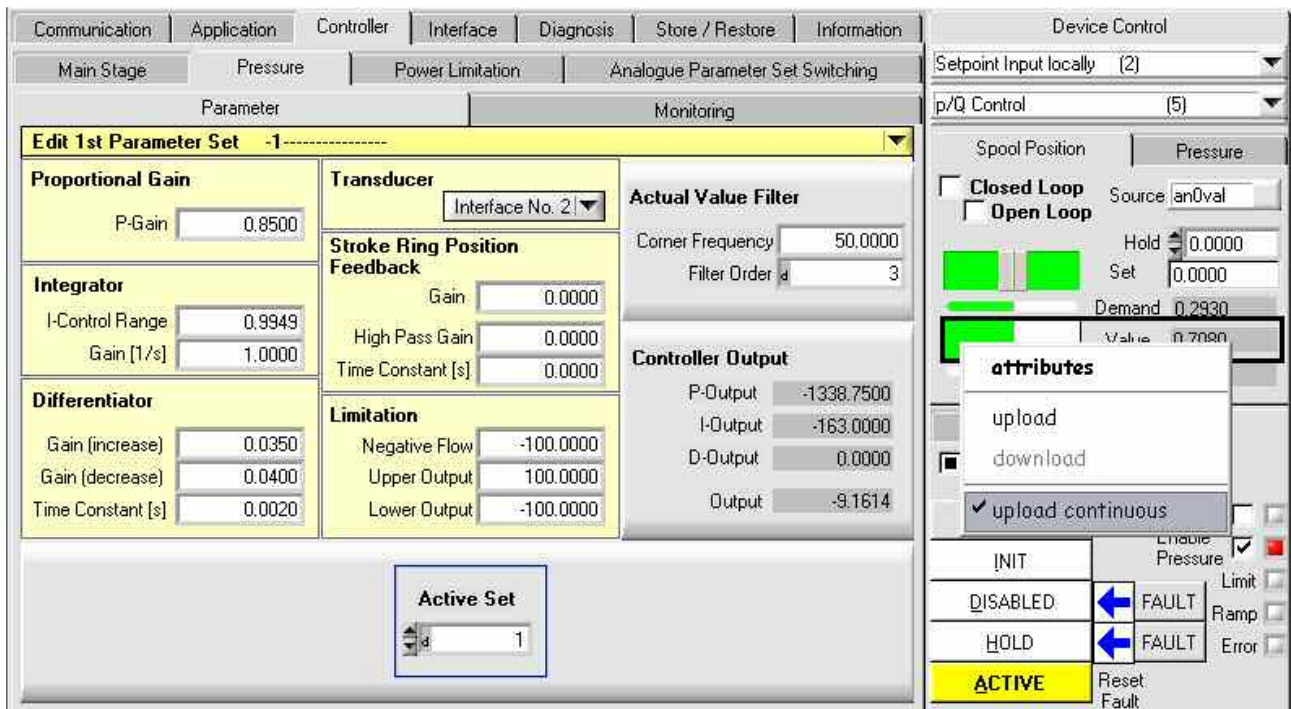 Communication Application Controller Interface Diagnosis Store / Restore Information
Main Stage Pressure Power Limitation Analogue Parameter Set Switching
Parameter Monitoring
Edit 1st Parameter Set -1----------------
Proportional Gain
P-Gain 0.8500
Integrator
I-Control Range 0.9949
Gain [1/s] 1.0000
Differentiator
Gain (increase) 0.0350
Gain (decrease) 0.0400
Time Constant [s] 0.0020
Transducer
Interface No. 2
Stroke Ring Position
Feedback
Gain 0.0000
High Pass Gain 0.0000
Time Constant [s] 0.0000
Limitation
Negative Flow -100.0000
Upper Output 100.0000
Lower Output -100.0000
Actual Value Filter
Corner Frequency 50.0000
Filter Order d 3
Controller Output
P-Output -1338.7500
I-Output -163.0000
D-Output 0.0000
Output -9.1614
Active Set
d 1
Device Control
Setpoint Input locally (2)
p/Q Control (5)
Spool Position Pressure
Closed Loop
Open Loop
Source an0val
Hold 0.0000
Set 0.0000
Demand 0.2930
Value 0.7080
attributes
upload
download
✔ upload continuous
Enable
Pressure
Limit
Ramp
Error
INIT
DISABLED FAULT
HOLD FAULT
ACTIVE Reset
Fault